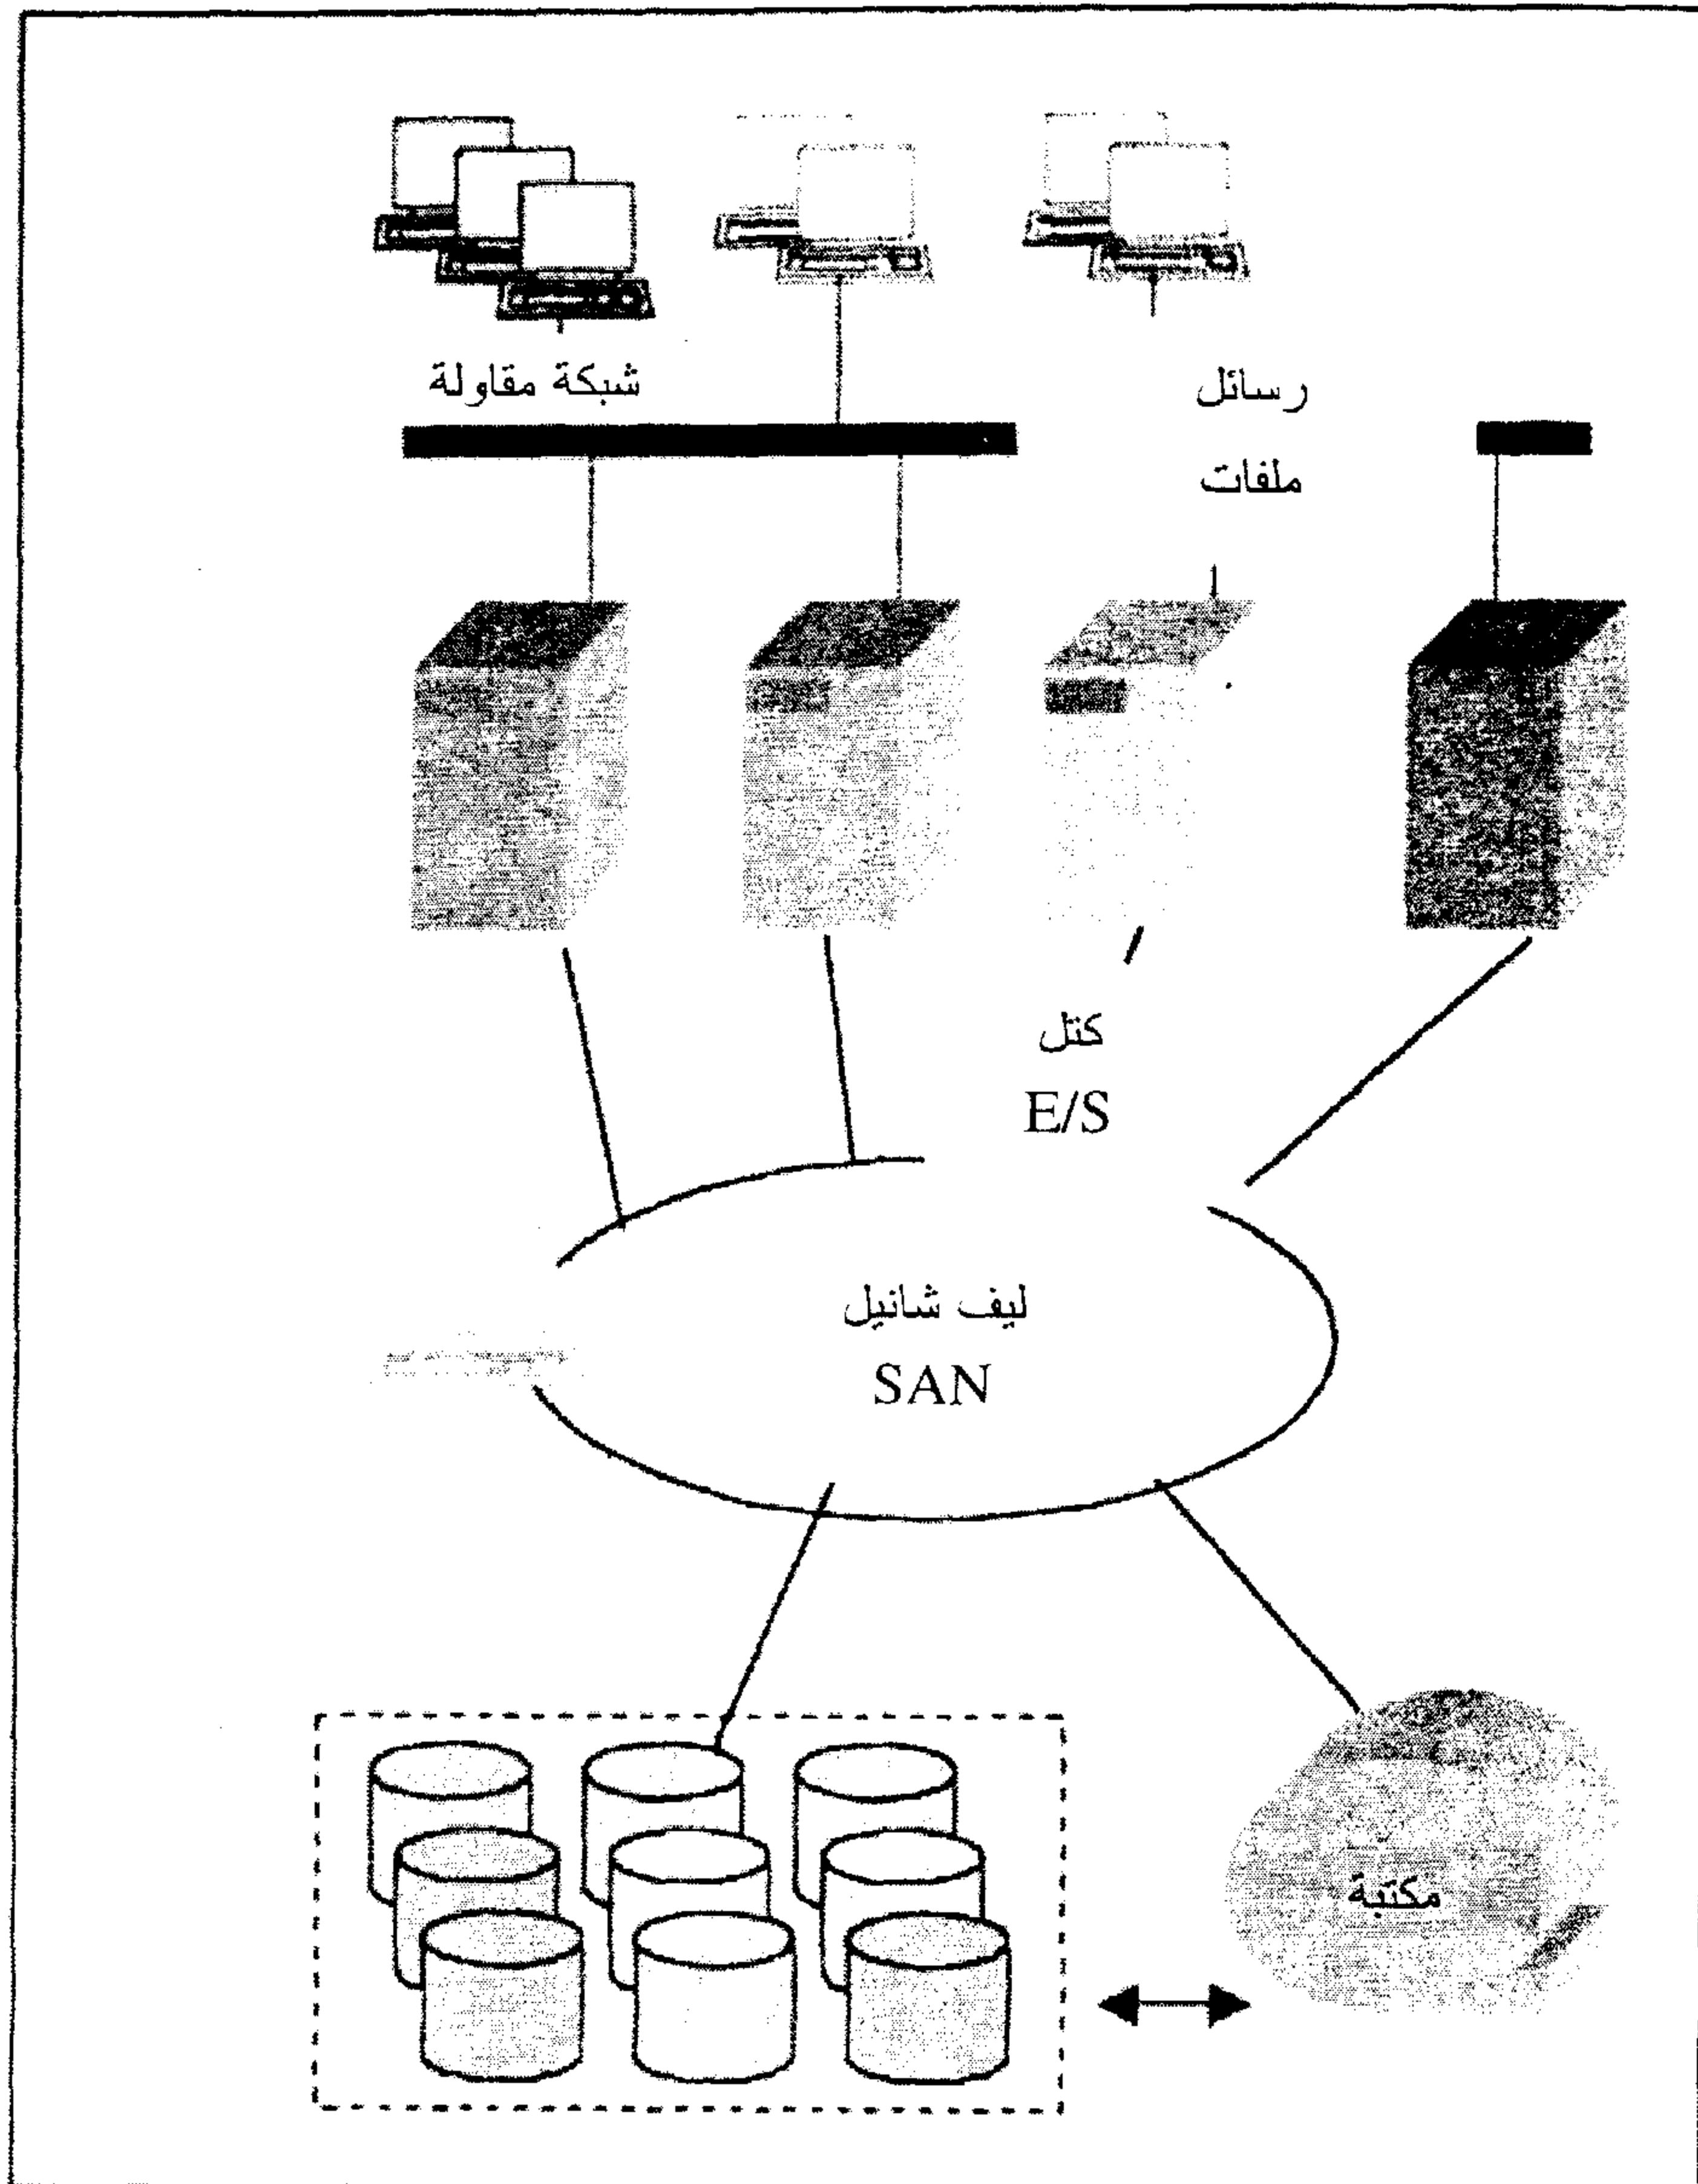 شبكة مقاولة
رسائل
ملفات
كتل
E/S
ليف شانيل
SAN
مكتبة